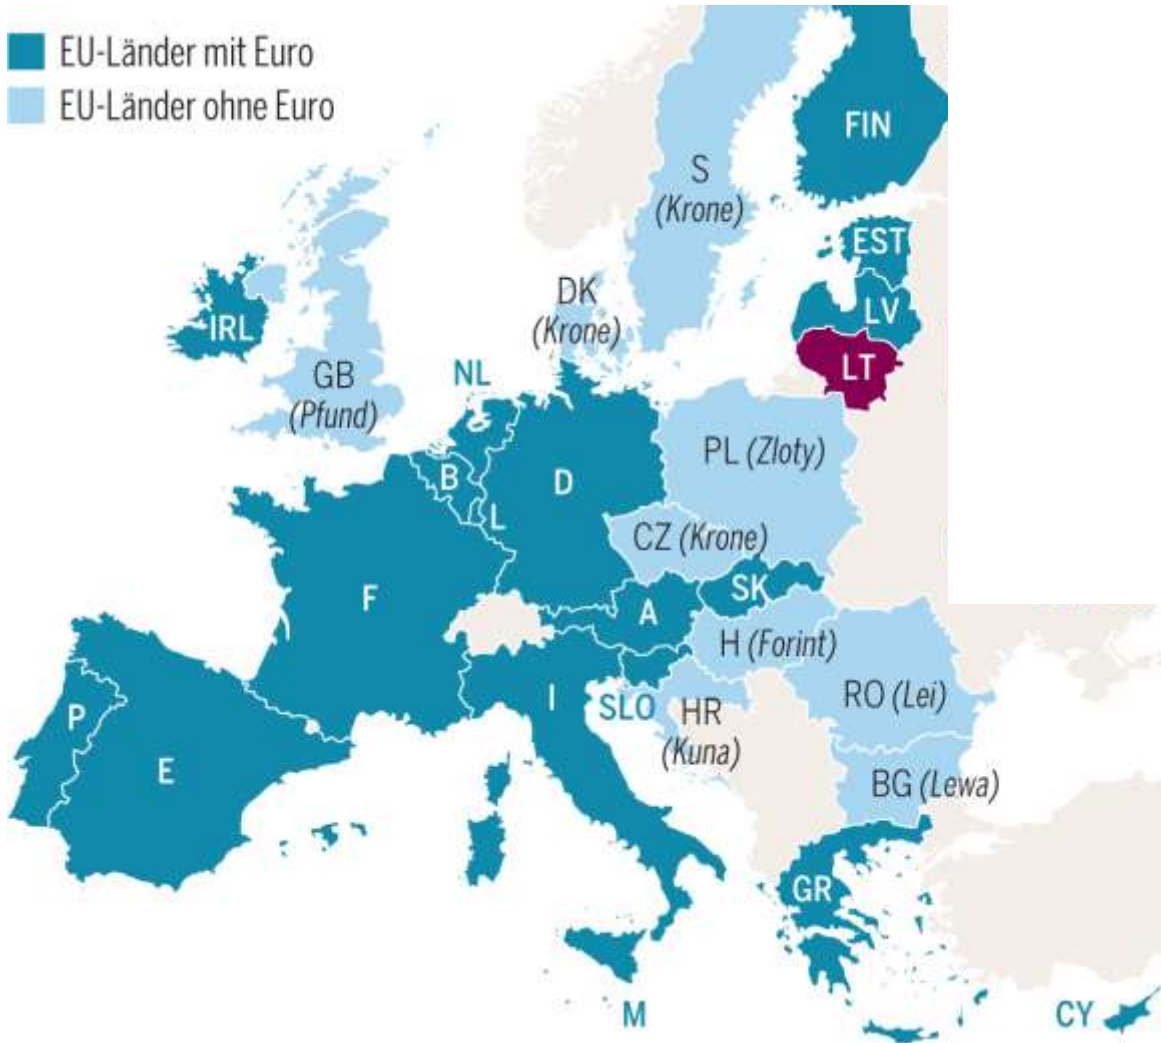 EU-Länder mit Euro
EU-Länder ohne Euro
FIN
S
(Krone)
EST
DK
(Krone)
LV
IRL
LT
NL
GB
(Pfund)
PL (Zloty)
B
D
L
CZ (Krone)
SK
F
A
H (Forint)
I
RO (Lei)
SLO
HR
(Kuna)
P
E
BG (Lewa)
GR
M
CY